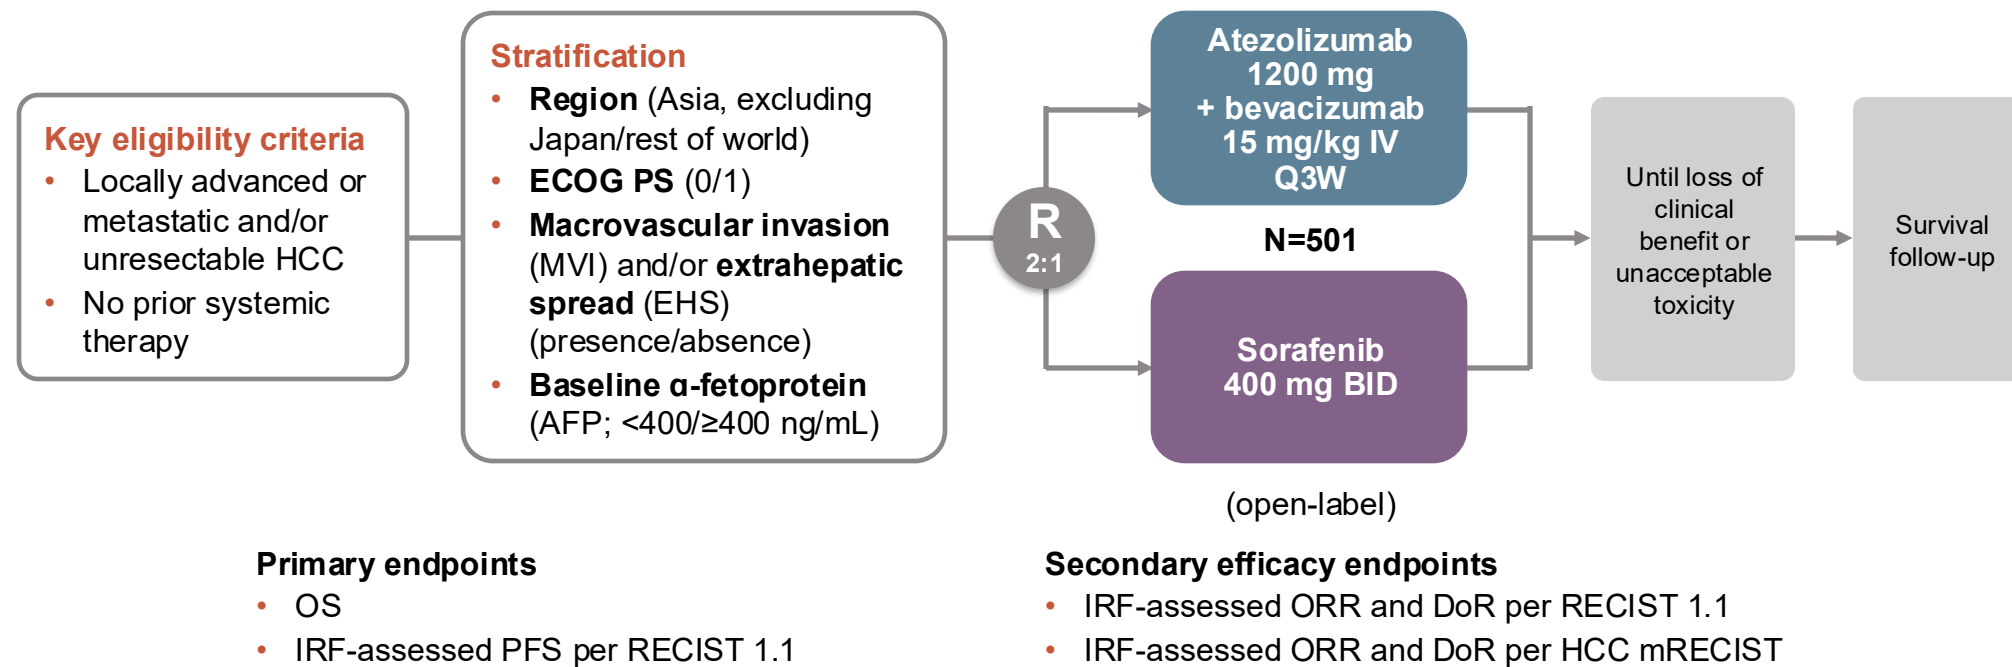 Key eligibility criteria
• Locally advanced or
metastatic and/or
unresectable HCC
• No prior systemic
therapy
Stratification
• Region (Asia, excluding
Japan/rest of world)
• ECOG PS (0/1)
• Macrovascular invasion
(MVI) and/or extrahepatic
spread (EHS)
(presence/absence)
• Baseline α-fetoprotein
(AFP; <400/≥400 ng/mL)
R
2:1
Atezolizumab
1200 mg
+ bevacizumab
15 mg/kg IV
Q3W
N=501
Sorafenib
400 mg BID
(open-label)
Until loss of
clinical
benefit or
unacceptable
toxicity
Survival
follow-up
Primary endpoints
• OS
• IRF-assessed PFS per RECIST 1.1
Secondary efficacy endpoints
• IRF-assessed ORR and DoR per RECIST 1.1
• IRF-assessed ORR and DoR per HCC mRECIST